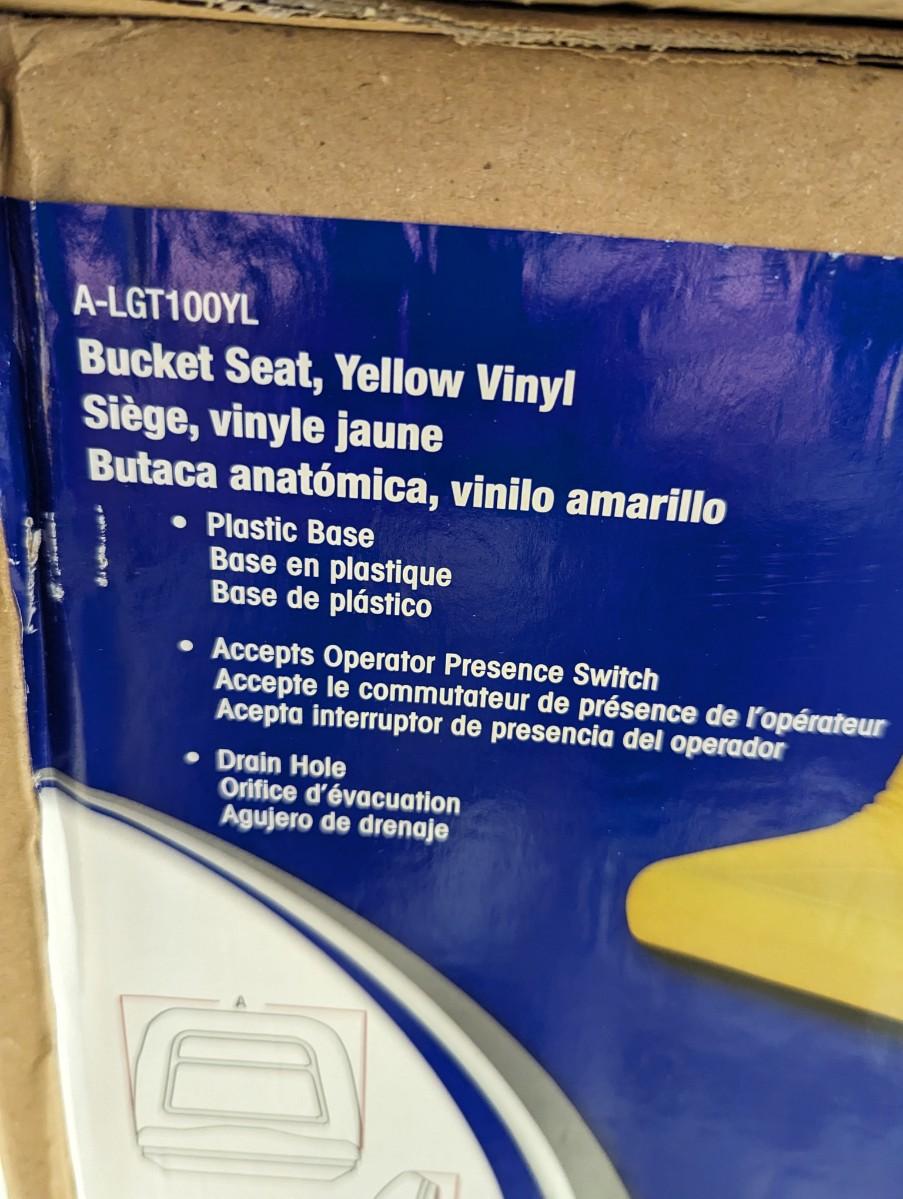 A-LGT100YL
Bucket Seat, Yellow Vinyl
Siège, vinyle jaune
Butaca anatómica, vinilo amarillo
• Plastic Base
Base en plastique
Base de plástico
• Accepts Operator Presence Switch
Accepte le commutateur de présence de l'opérateur
Acepta interruptor de presencia del operador
• Drain Hole
Orifice d'évacuation
Agujero de drenaje
A